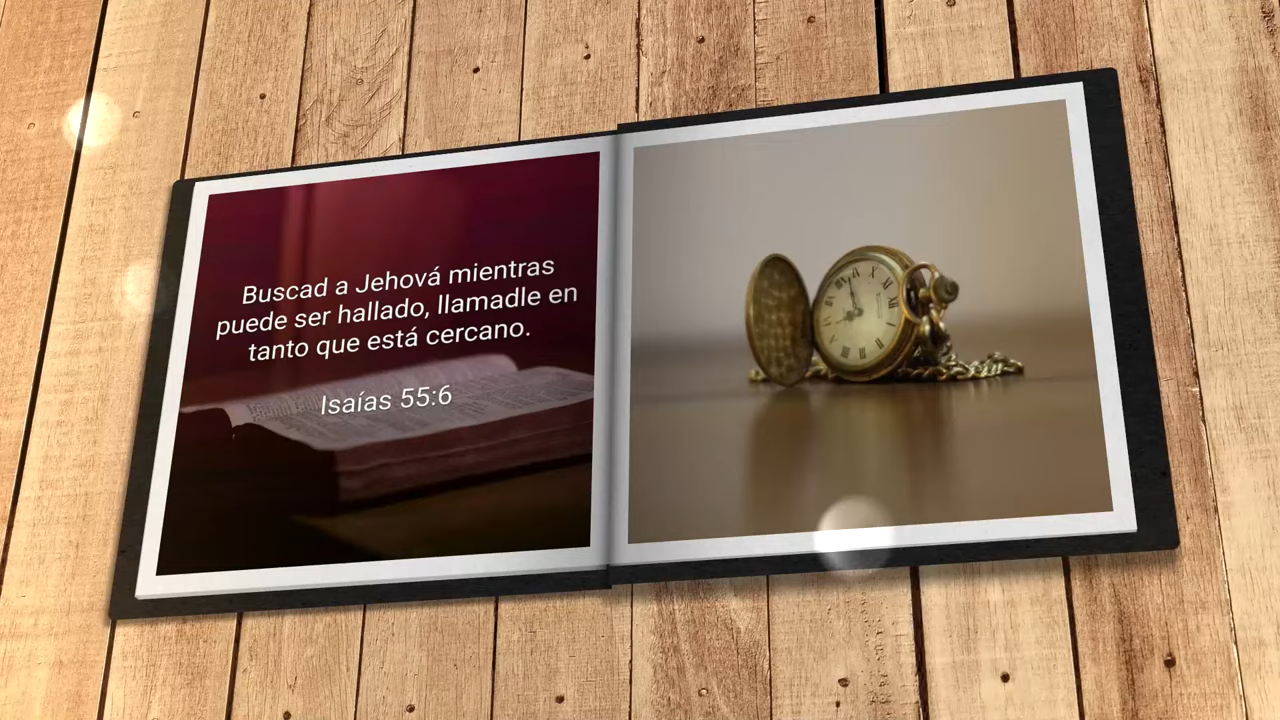 Buscad a Jehová mientras
puede ser hallado, llamadle en
tanto que está cercano.
Isaías 55:6